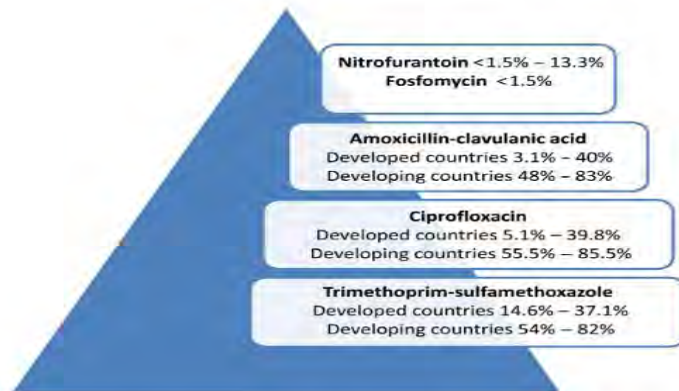 Nitrofurantoin <1.5% – 13.3%
Fosfomycin <1.5%
Amoxicillin-clavulanic acid
Developed countries 3.1% – 40%
Developing countries 48% – 83%
Ciprofloxacin
Developed countries 5.1% – 39.8%
Developing countries 55.5% – 85.5%
Trimethoprim-sulfamethoxazole
Developed countries 14.6% – 37.1%
Developing countries 54% – 82%